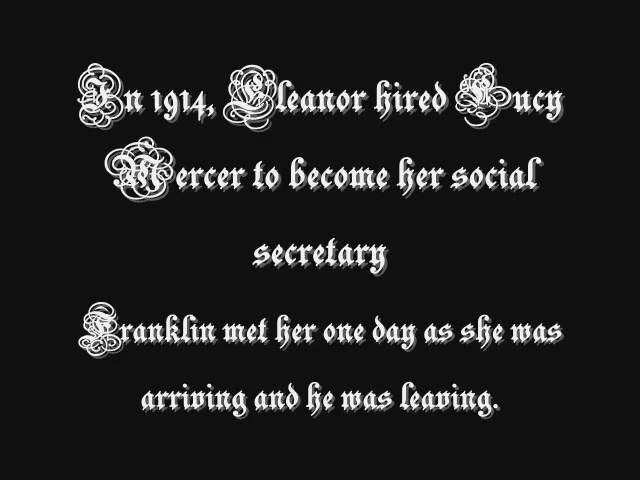 In 1914, Eleanor hired Lucy
Mercer to become her social
secretary
Franklin met her one day as she was
arriving and he was leaving.